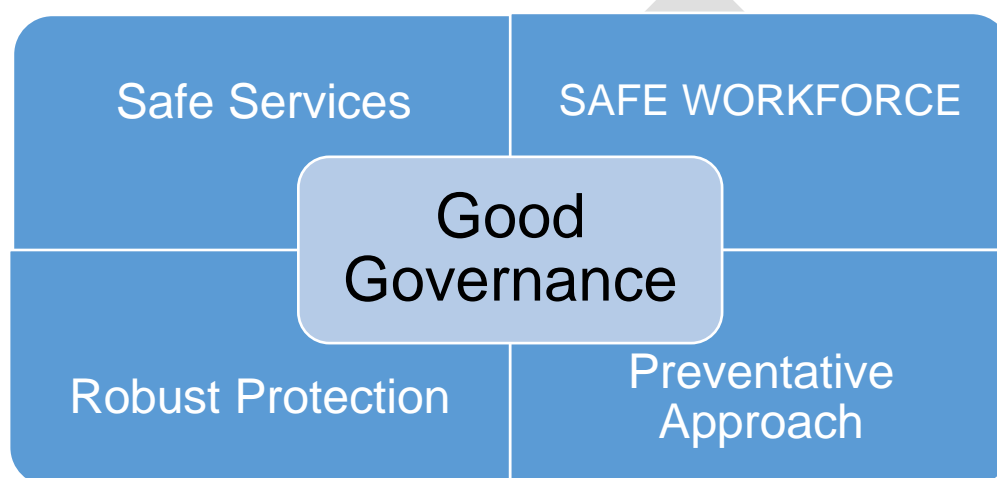 Safe Services
SAFE WORKFORCE
Good
Governance
Robust Protection
Preventative
Approach